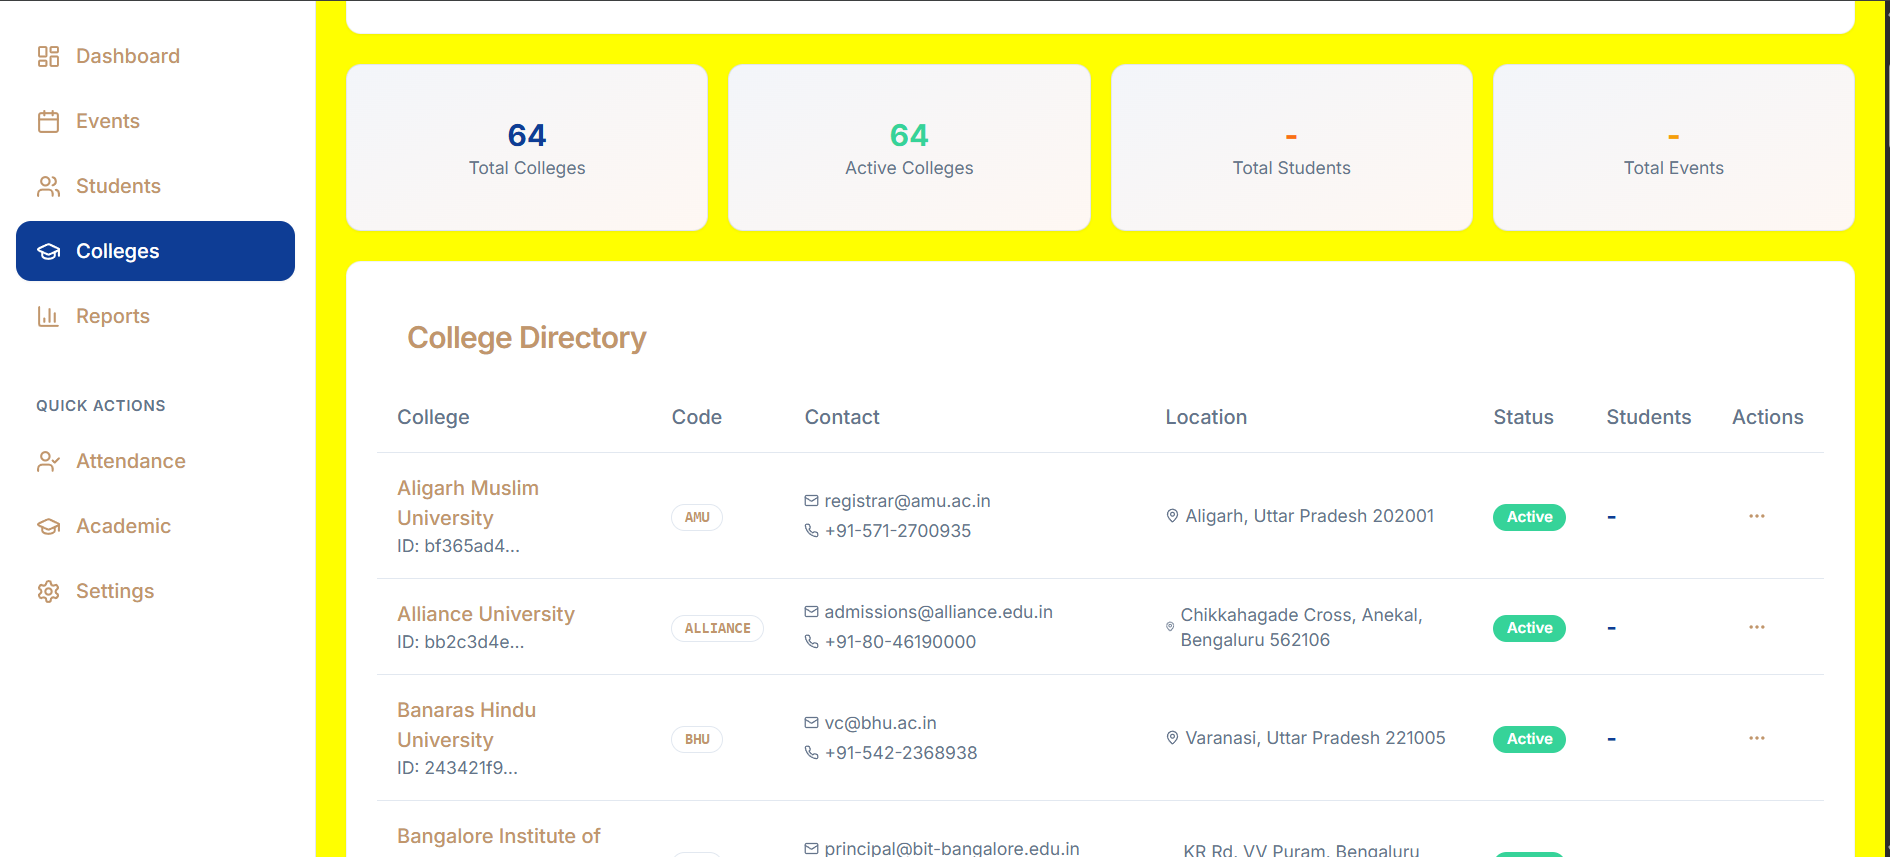 Dashboard
Events
Students
Colleges
Reports
QUICK ACTIONS
Attendance
Academic
Settings
64
Total Colleges
64
Active Colleges
-
Total Students
-
Total Events
College Directory
College Code Contact Location Status Students Actions
Aligarh Muslim
University
ID: bf365ad4...
AMU
registrar@amu.ac.in
+91-571-2700935
Aligarh, Uttar Pradesh 202001
Active
-
...
Alliance University
ID: bb2c3d4e...
ALLIANCE
admissions@alliance.edu.in
+91-80-46190000
Chikkahagade Cross, Anekal,
Bengaluru 562106
Active
-
...
Banaras Hindu
University
ID: 243421f9...
BHU
vc@bhu.ac.in
+91-542-2368938
Varanasi, Uttar Pradesh 221005
Active
-
...
Bangalore Institute of
principal@bit-bangalore.edu.in
KR Rd, VV Puram, Bengaluru